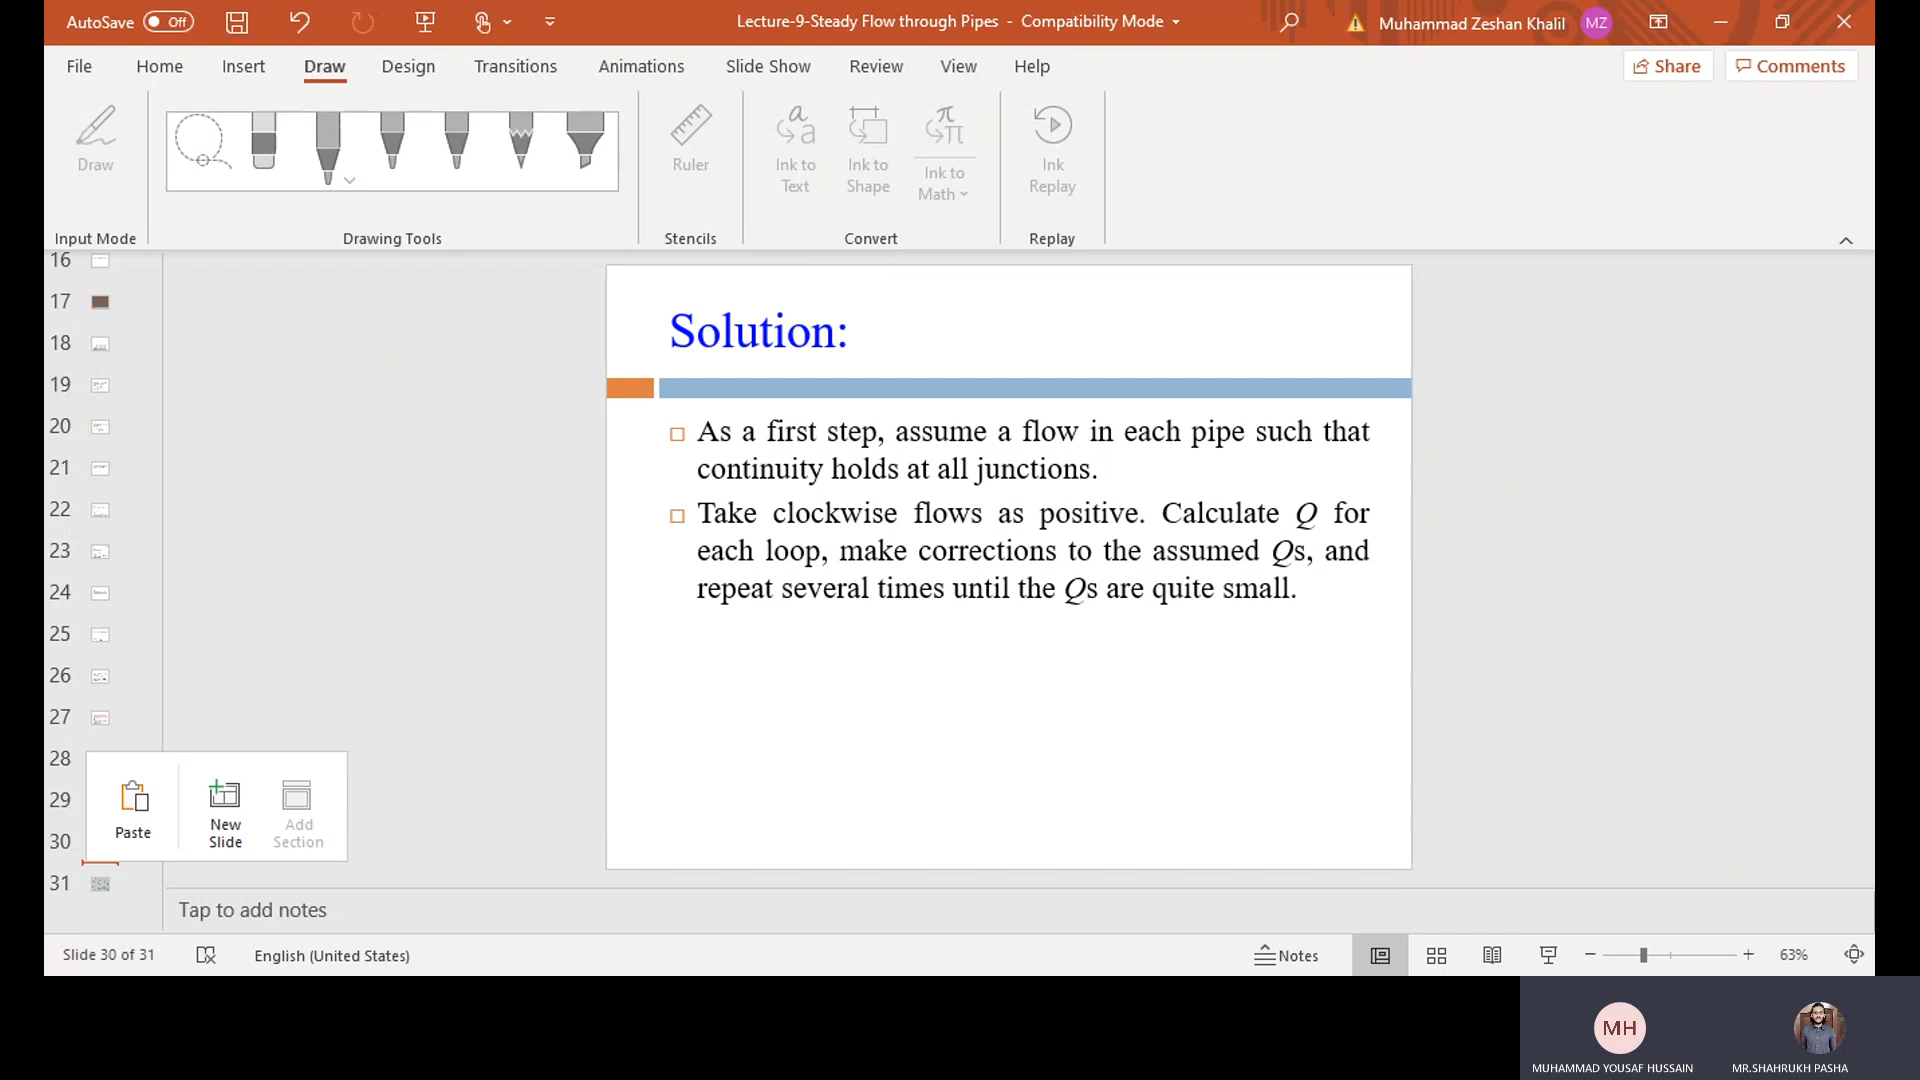 AutoSave Off
Lecture-9-Steady Flow through Pipes - Compatibility Mode
Muhammad Zeshan Khalil MZ
File Home Insert Draw Design Transitions Animations Slide Show Review View Help
Share Comments
Draw
Ruler
Ink to Text
Ink to Shape
Ink to Math
Ink Replay
Input Mode
Drawing Tools
Stencils
Convert
Replay
16
17
18
19
20
21
22
23
24
25
26
27
28
29
30
31
Paste
New Slide
Add Section
Solution:
As a first step, assume a flow in each pipe such that
continuity holds at all junctions.
Take clockwise flows as positive. Calculate Q for
each loop, make corrections to the assumed Qs, and
repeat several times until the Qs are quite small.
Tap to add notes
Slide 30 of 31
English (United States)
Notes
63%
MH
MUHAMMAD YOUSAF HUSSAIN
MR.SHAHRUKH PASHA